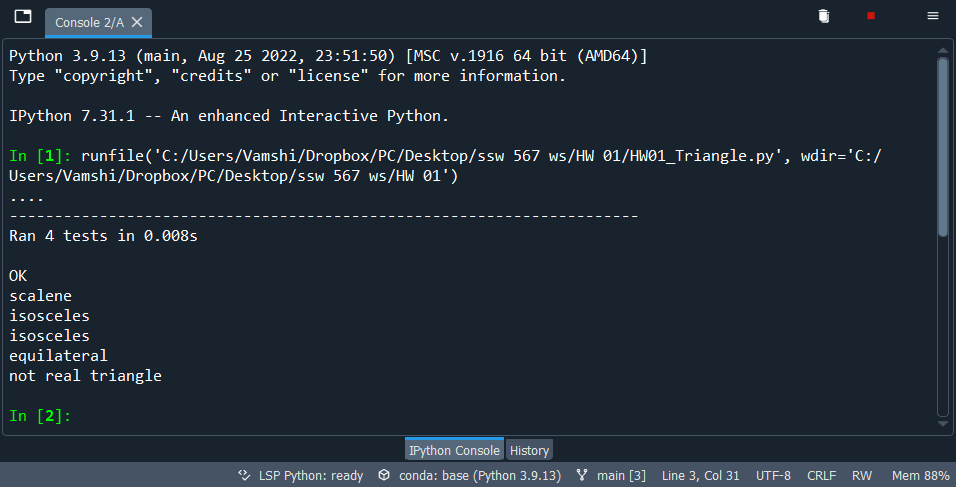 Console 2/A
Python 3.9.13 (main, Aug 25 2022, 23:51:50) [MSC v.1916 64 bit (AMD64)]
Type "copyright", "credits" or "license" for more information.
IPython 7.31.1 -- An enhanced Interactive Python.
In [1]: runfile('C:/Users/Vamshi/Dropbox/PC/Desktop/ssw 567 ws/HW 01/HW01_Triangle.py', wdir='C:/
Users/Vamshi/Dropbox/PC/Desktop/ssw 567 ws/HW 01')
....
----------------------------------------------------------------------
Ran 4 tests in 0.008s
OK
scalene
isosceles
isosceles
equilateral
not real triangle
In [2]:
IPython Console History
LSP Python: ready conda: base (Python 3.9.13) main [3] Line 3, Col 31 UTF-8 CRLF RW Mem 88%